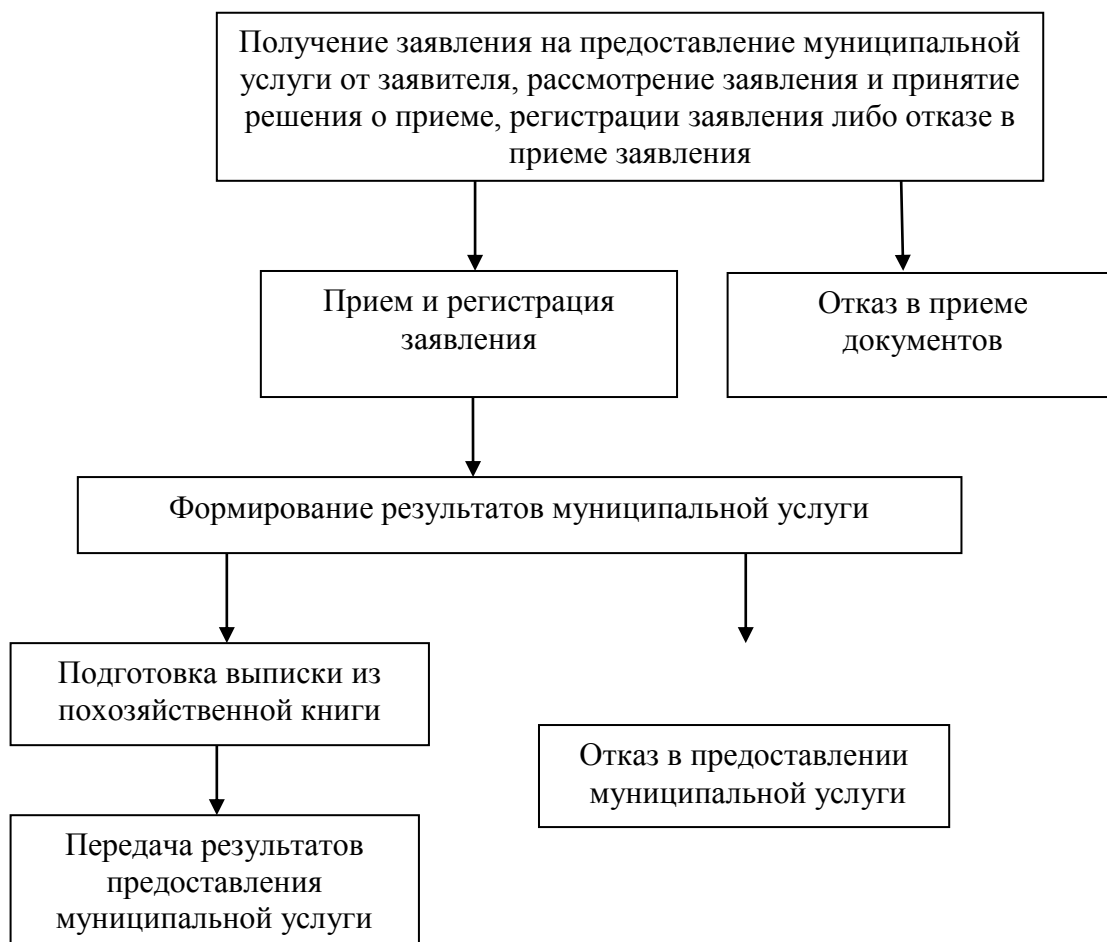 Получение заявления на предоставление муниципальной
услуги от заявителя, рассмотрение заявления и принятие
решения о приеме, регистрации заявления либо отказе в
приеме заявления
Прием и регистрация
заявления
Отказ в приеме
документов
Формирование результатов муниципальной услуги
Подготовка выписки из
похозяйственной книги
Отказ в предоставлении
муниципальной услуги
Передача результатов
предоставления
муниципальной услуги